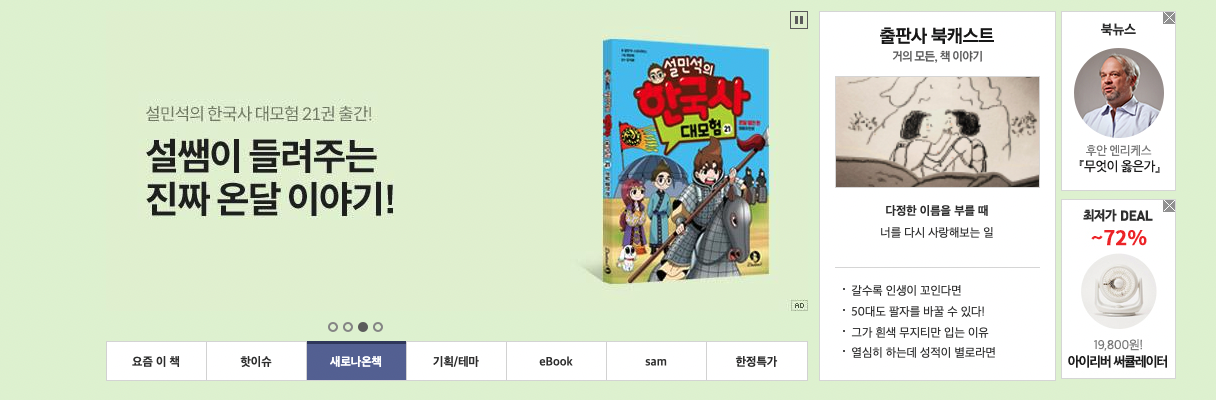 설민석의 한국사 대모험 21권 출간!
설쌤이 들려주는
진짜 온달 이야기!
설민석의
한국사
대모험 21
AD
요즘 이 책
핫이슈
새로나온책
기획/테마
eBook
sam
한정특가
출판사 북캐스트
거의 모든, 책 이야기
다정한 이름을 부를 때
너를 다시 사랑해보는 일
· 갈수록 인생이 꼬인다면
· 50대도 팔자를 바꿀 수 있다!
· 그가 흰색 무지티만 입는 이유
· 열심히 하는데 성적이 별로라면
북뉴스
후안 엔리케스
『무엇이 옳은가』
최저가 DEAL
~72%
19,800원!
아이리버 써큘레이터